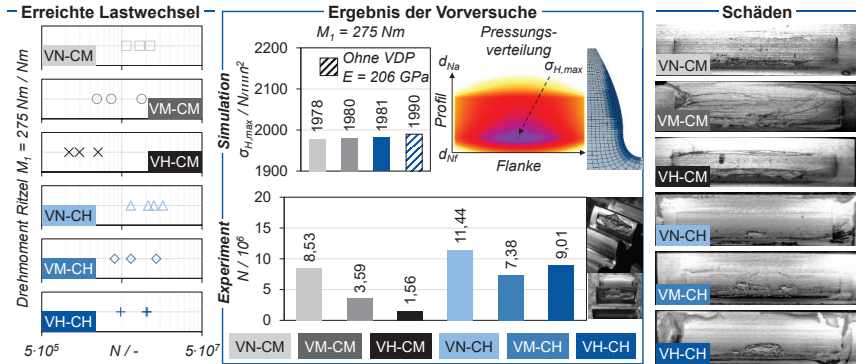 Erreichte Lastwechsel
Drehmoment Ritzel M₁ = 275 Nm / Nm
VN-CM
VM-CM
VH-CM
VN-CH
VM-CH
VH-CH
5·10⁵
N / -
5·10⁷
Ergebnis der Vorversuche
Simulation
M₁ = 275 Nm
σH,max / N/mm²
2200
2100
2000
1900
1978
1980
1981
1990
Ohne VDP
E = 206 GPa
Pressungs-
verteilung
σH,max
dNa
Profil
dNf
Flanke
Experiment
N / 10⁶
20
15
10
5
0
8,53
3,59
1,56
11,44
7,38
9,01
VN-CM
VM-CM
VH-CM
VN-CH
VM-CH
VH-CH
Schäden
VN-CM
VM-CM
VH-CM
VN-CH
VM-CH
VH-CH